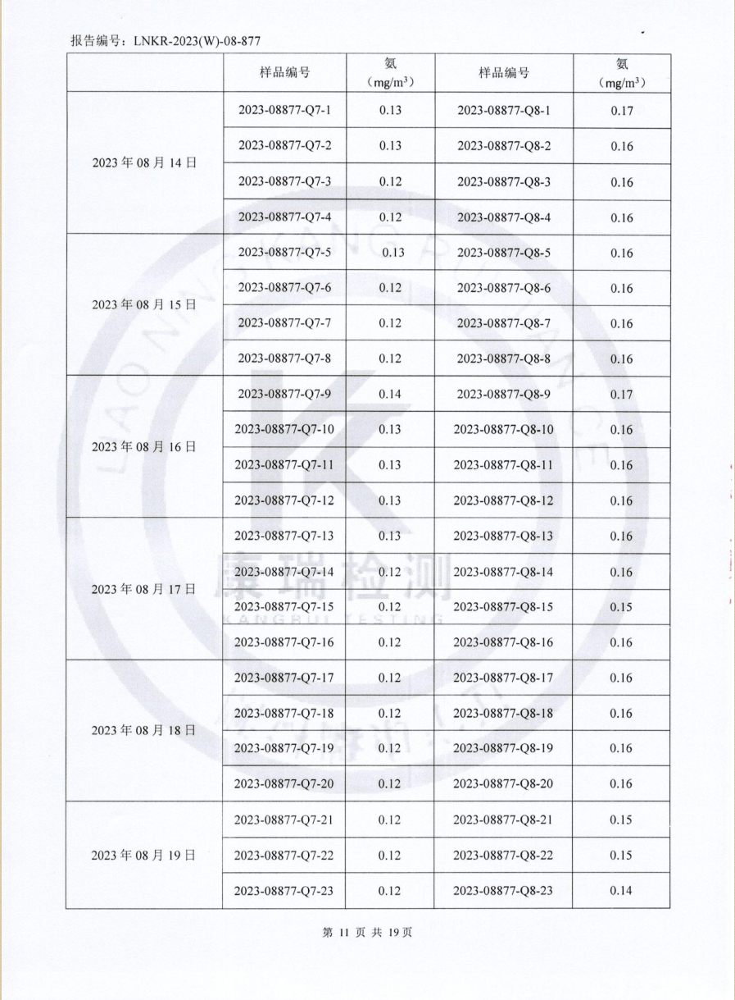 报告编号：LNKR-2023(W)-08-877
样品编号 氨（mg/m³） 样品编号 氨（mg/m³）
2023 年 08 月 14 日
2023-08877-Q7-1 0.13 2023-08877-Q8-1 0.17
2023-08877-Q7-2 0.13 2023-08877-Q8-2 0.16
2023-08877-Q7-3 0.12 2023-08877-Q8-3 0.16
2023-08877-Q7-4 0.12 2023-08877-Q8-4 0.16
2023 年 08 月 15 日
2023-08877-Q7-5 0.13 2023-08877-Q8-5 0.16
2023-08877-Q7-6 0.12 2023-08877-Q8-6 0.16
2023-08877-Q7-7 0.12 2023-08877-Q8-7 0.16
2023-08877-Q7-8 0.12 2023-08877-Q8-8 0.16
2023 年 08 月 16 日
2023-08877-Q7-9 0.14 2023-08877-Q8-9 0.17
2023-08877-Q7-10 0.13 2023-08877-Q8-10 0.16
2023-08877-Q7-11 0.13 2023-08877-Q8-11 0.16
2023-08877-Q7-12 0.13 2023-08877-Q8-12 0.16
2023 年 08 月 17 日
2023-08877-Q7-13 0.13 2023-08877-Q8-13 0.16
2023-08877-Q7-14 0.12 2023-08877-Q8-14 0.16
2023-08877-Q7-15 0.12 2023-08877-Q8-15 0.15
2023-08877-Q7-16 0.12 2023-08877-Q8-16 0.16
2023 年 08 月 18 日
2023-08877-Q7-17 0.12 2023-08877-Q8-17 0.16
2023-08877-Q7-18 0.12 2023-08877-Q8-18 0.16
2023-08877-Q7-19 0.12 2023-08877-Q8-19 0.16
2023-08877-Q7-20 0.12 2023-08877-Q8-20 0.16
2023 年 08 月 19 日
2023-08877-Q7-21 0.12 2023-08877-Q8-21 0.15
2023-08877-Q7-22 0.12 2023-08877-Q8-22 0.15
2023-08877-Q7-23 0.12 2023-08877-Q8-23 0.14
康瑞检测
KANGRUI TESTING
第 11 页 共 19 页